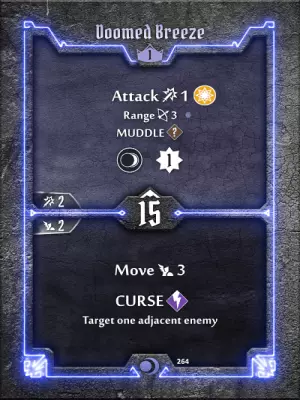 Doomed Breeze
1
Attack 1
Range 3
MUDDLE ?
1
2
15
2
Move 3
CURSE
Target one adjacent enemy
264